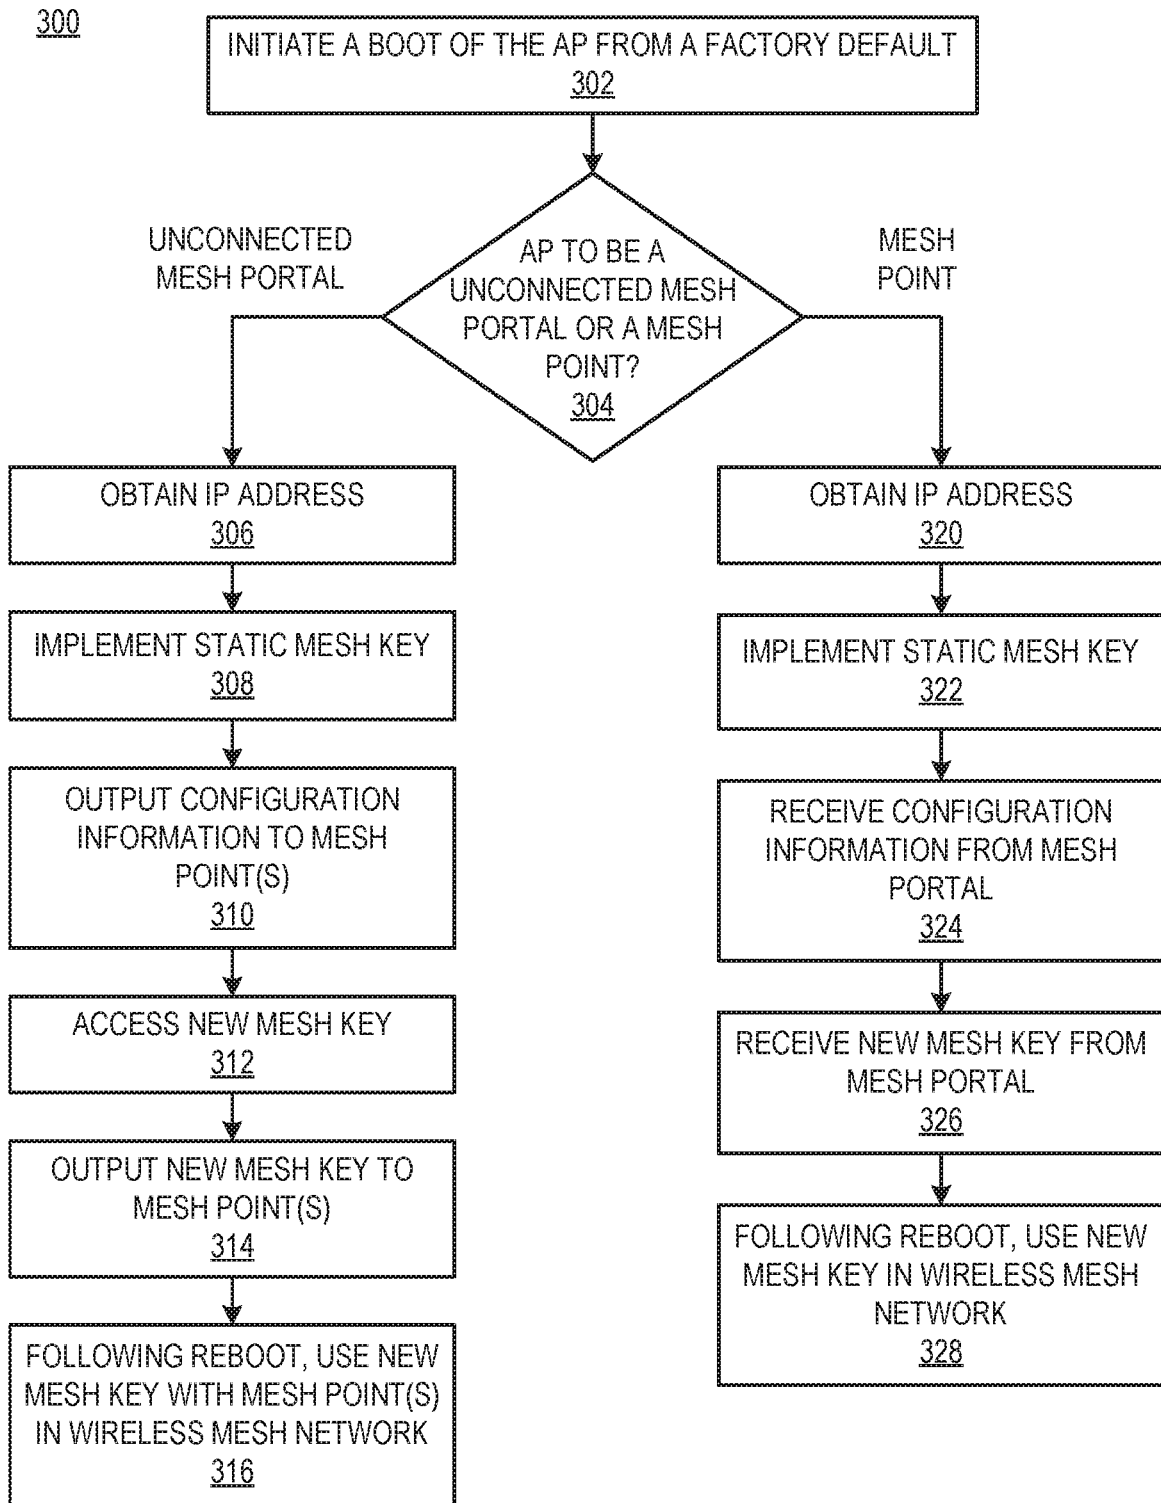 300
INITIATE A BOOT OF THE AP FROM A FACTORY DEFAULT
302
UNCONNECTED
MESH PORTAL
AP TO BE A
UNCONNECTED MESH
PORTAL OR A MESH
POINT?
304
MESH
POINT
OBTAIN IP ADDRESS
306
IMPLEMENT STATIC MESH KEY
308
OUTPUT CONFIGURATION
INFORMATION TO MESH
POINT(S)
310
ACCESS NEW MESH KEY
312
OUTPUT NEW MESH KEY TO
MESH POINT(S)
314
FOLLOWING REBOOT, USE NEW
MESH KEY WITH MESH POINT(S)
IN WIRELESS MESH NETWORK
316
OBTAIN IP ADDRESS
320
IMPLEMENT STATIC MESH KEY
322
RECEIVE CONFIGURATION
INFORMATION FROM MESH
PORTAL
324
RECEIVE NEW MESH KEY FROM
MESH PORTAL
326
FOLLOWING REBOOT, USE NEW
MESH KEY IN WIRELESS MESH
NETWORK
328